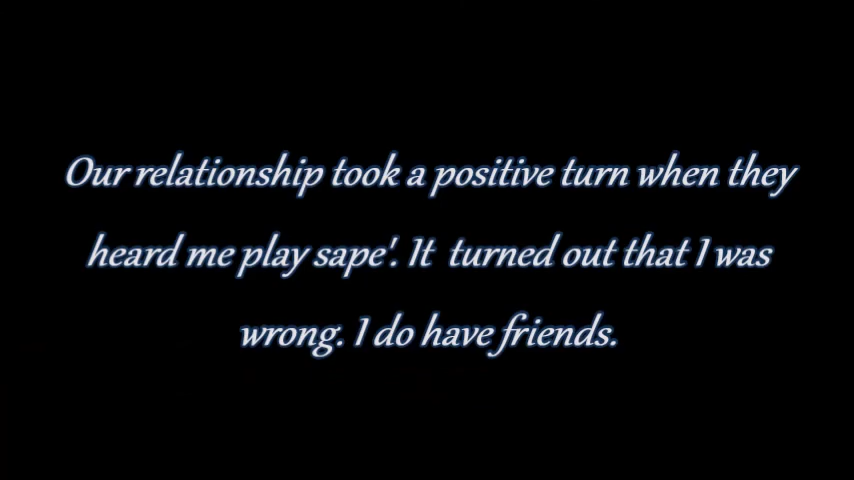 Our relationship took a positive turn when they
heard me play sape'. It  turned out that I was
wrong. I do have friends.